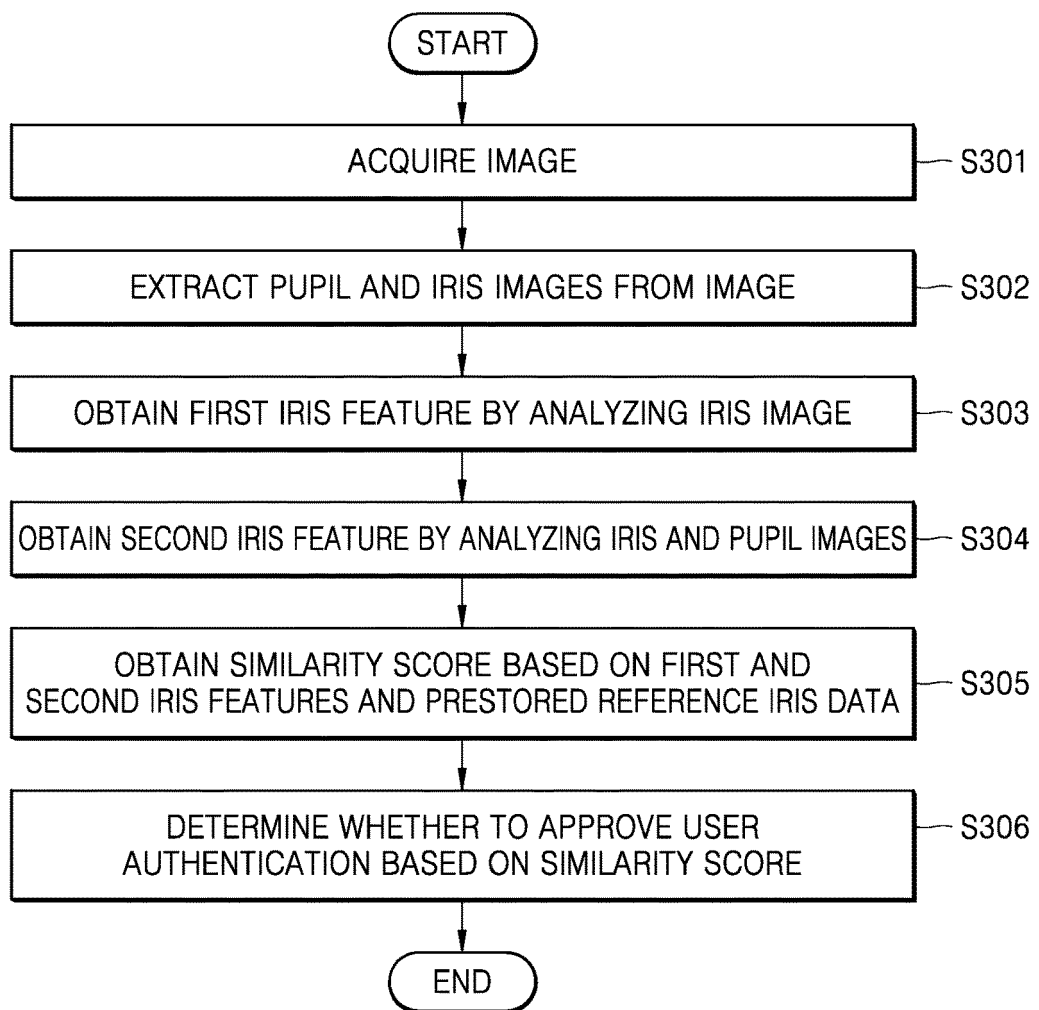 START
ACQUIRE IMAGE
S301
EXTRACT PUPIL AND IRIS IMAGES FROM IMAGE
S302
OBTAIN FIRST IRIS FEATURE BY ANALYZING IRIS IMAGE
S303
OBTAIN SECOND IRIS FEATURE BY ANALYZING IRIS AND PUPIL IMAGES
S304
OBTAIN SIMILARITY SCORE BASED ON FIRST AND
SECOND IRIS FEATURES AND PRESTORED REFERENCE IRIS DATA
S305
DETERMINE WHETHER TO APPROVE USER
AUTHENTICATION BASED ON SIMILARITY SCORE
S306
END